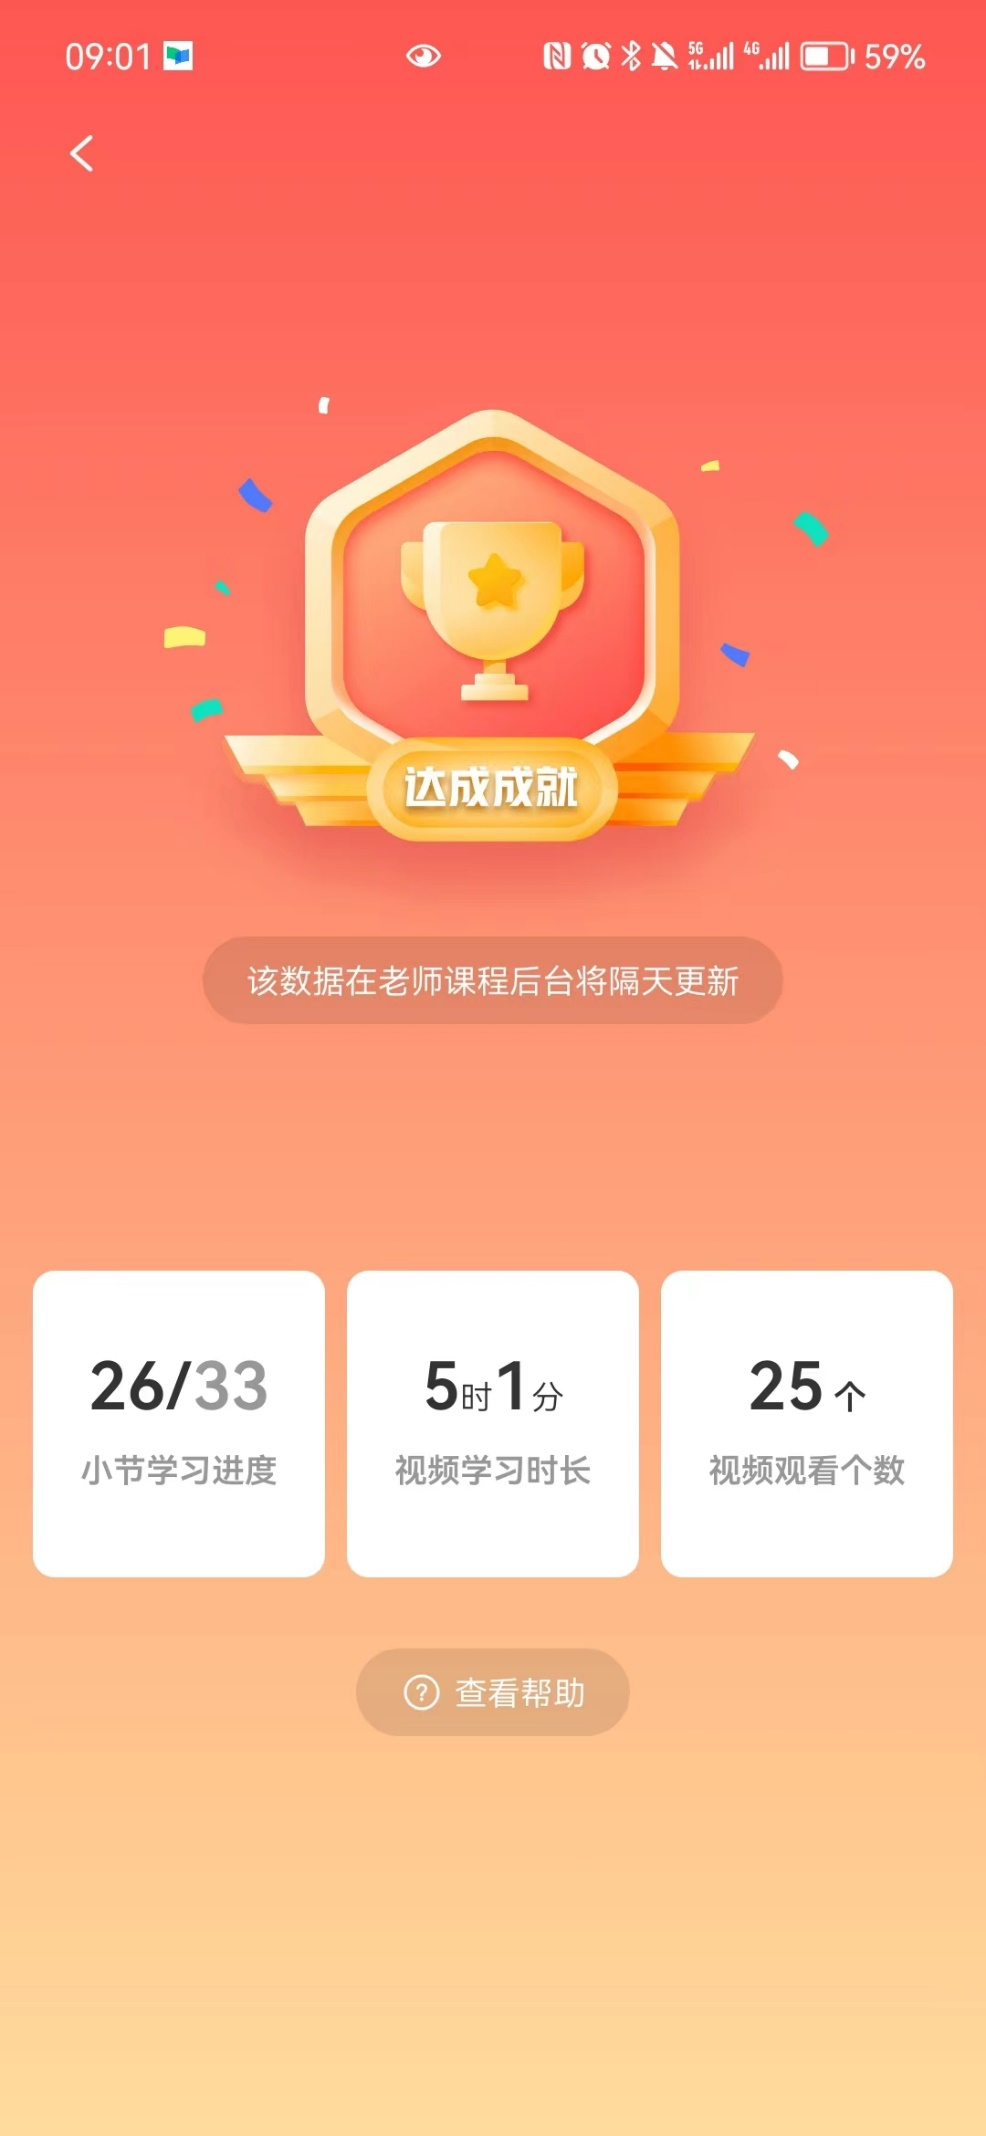 09:01
5G
4G
59%
达成成就
该数据在老师课程后台将隔天更新
26/33
小节学习进度
5时1分
视频学习时长
25个
视频观看个数
? 查看帮助